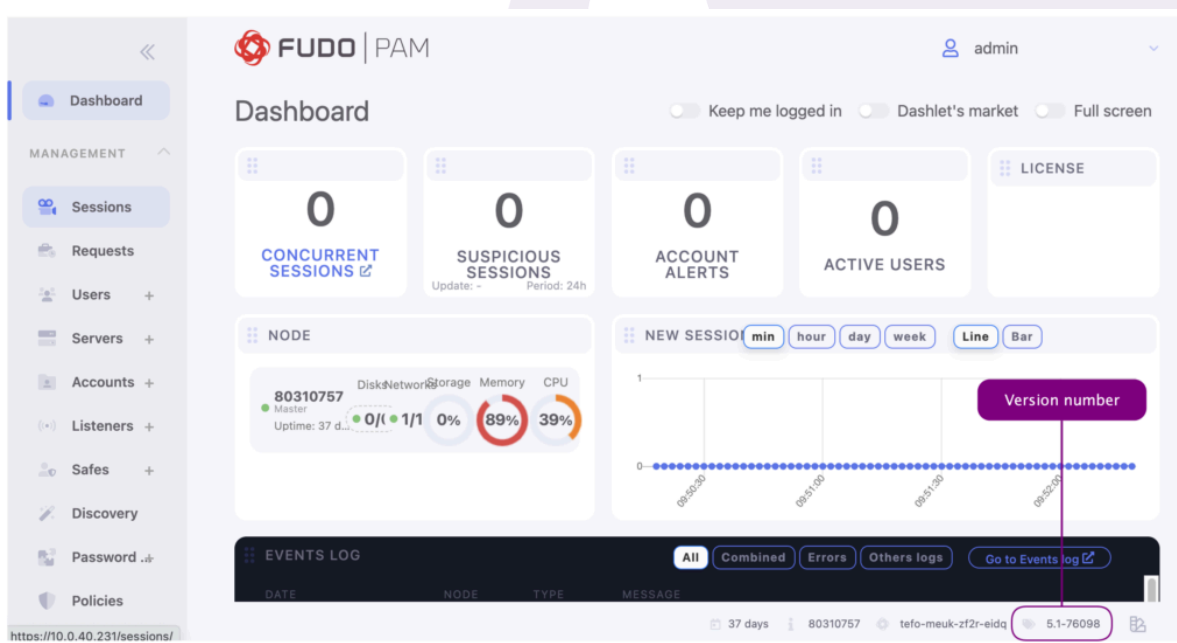 FUDO | PAM
admin
Dashboard
Dashboard
Keep me logged in
Dashlet's market
Full screen
MANAGEMENT
Sessions
Requests
Users +
Servers +
Accounts +
Listeners +
Safes +
Discovery
Password ..+
Policies
https://10.0.40.231/sessions/
0
CONCURRENT
SESSIONS
0
SUSPICIOUS
SESSIONS
Update: - Period: 24h
0
ACCOUNT
ALERTS
0
ACTIVE USERS
LICENSE
NODE
Disks Networks Storage Memory CPU
80310757
Master
Uptime: 37 d...
0/( 1/1 0% 89% 39%
NEW SESSIO min hour day week Line Bar
1
0
09:50:30 09:51:00 09:51:30 09:52:00
Version number
EVENTS LOG
All Combined Errors Others logs Go to Events log
DATE NODE TYPE MESSAGE
37 days 80310757 tefo-meuk-zf2r-eidq 5.1-76098